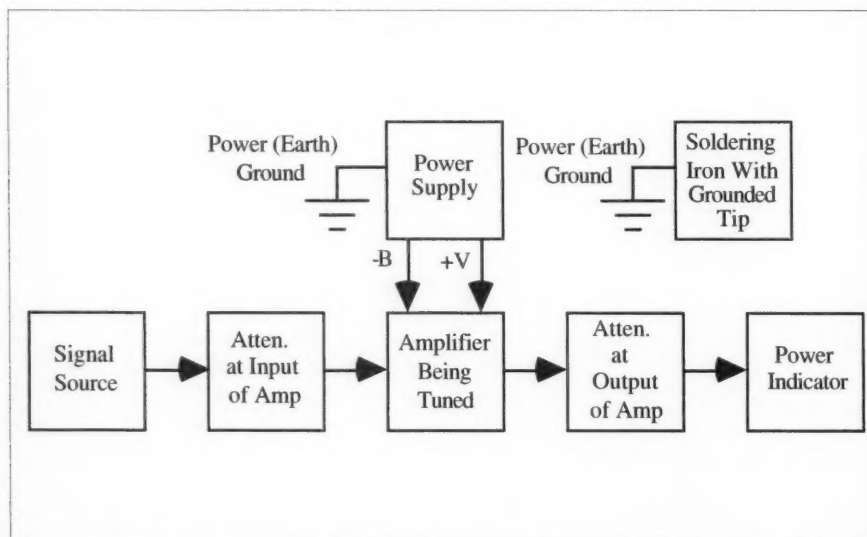 Power (Earth)
Ground
Power
Supply
Power (Earth)
Ground
Soldering
Iron With
Grounded
Tip
-B
+V
Signal
Source
Atten.
at Input
of Amp
Amplifier
Being
Tuned
Atten.
at
Output
of Amp
Power
Indicator